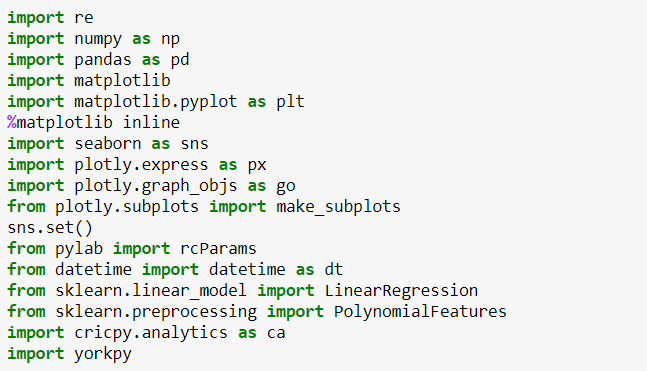 import re
import numpy as np
import pandas as pd
import matplotlib
import matplotlib.pyplot as plt
%matplotlib inline
import seaborn as sns
import plotly.express as px
import plotly.graph_objs as go
from plotly.subplots import make_subplots
sns.set()
from pylab import rcParams
from datetime import datetime as dt
from sklearn.linear_model import LinearRegression
from sklearn.preprocessing import PolynomialFeatures
import cricpy.analytics as ca
import yorkpy